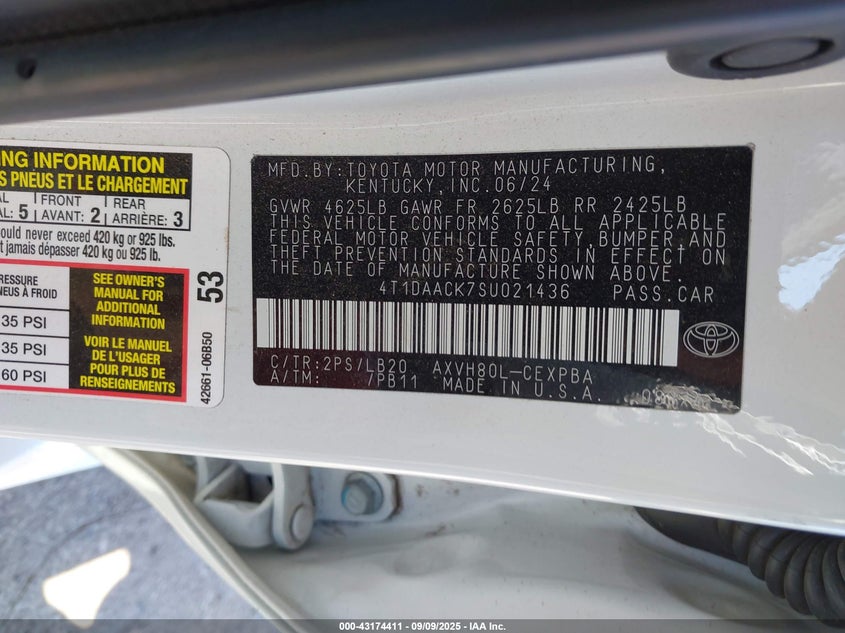 NG INFORMATION
S PNEUS ET LE CHARGEMENT
AL: 5 FRONT AVANT: 2 REAR ARRIÈRE: 3
ould never exceed 420 kg or 925 lbs.
t jamais dépasser 420 kg ou 925 lb.
RESSURE
NEUS À FROID
35 PSI
35 PSI
60 PSI
SEE OWNER'S
MANUAL FOR
ADDITIONAL
INFORMATION
VOIR LE MANUEL
DE L'USAGER
POUR PLUS DE
RENSEIGNEMENTS
53
42661-06B50
MFD.BY:TOYOTA MOTOR MANUFACTURING,
KENTUCKY,INC.06/24
GVWR 4625LB GAWR FR 2625LB RR 2425LB
THIS VEHICLE CONFORMS TO ALL APPLICABLE
FEDERAL MOTOR VEHICLE SAFETY,BUMPER,AND
THEFT PREVENTION STANDARDS IN EFFECT ON
THE DATE OF MANUFACTURE SHOWN ABOVE.
4T1DAACK7SU021436 PASS.CAR
C/TR:2PS/LB20 AXVH80L-CEXPBA
A/TM: /PB11 MADE IN U.S.A.
000-43174411 - 09/09/2025 - IAA Inc.